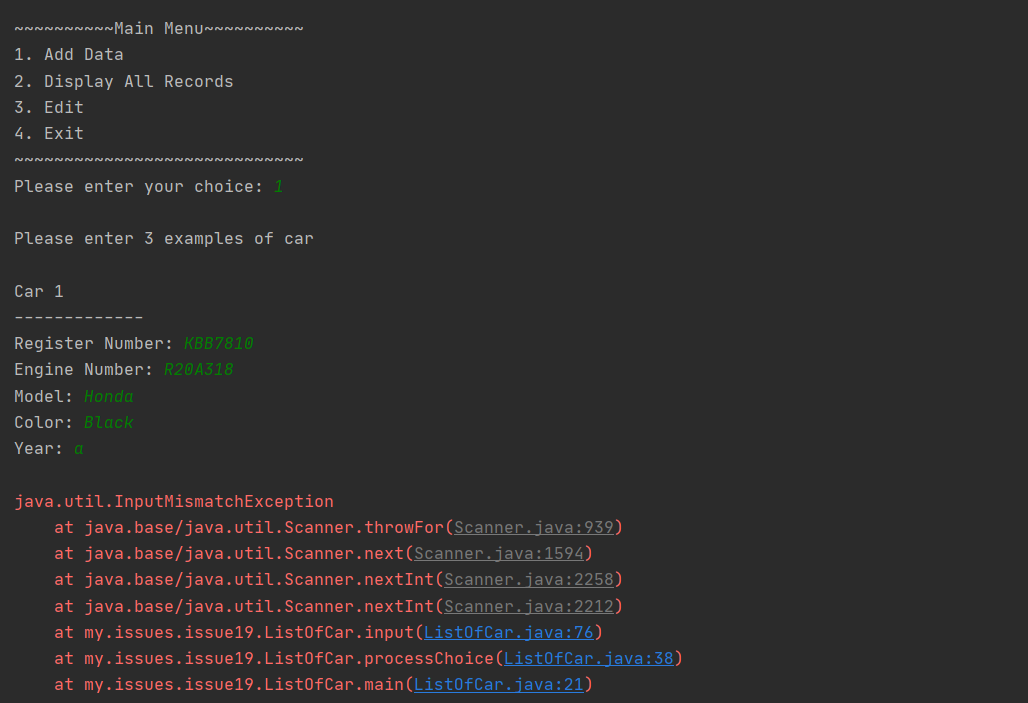 ~~~~~~~~~~Main Menu~~~~~~~~~~
1. Add Data
2. Display All Records
3. Edit
4. Exit
~~~~~~~~~~~~~~~~~~~~~~~~~~~~~
Please enter your choice: 1
Please enter 3 examples of car
Car 1
-------------
Register Number: KBB7810
Engine Number: R20A318
Model: Honda
Color: Black
Year: a
java.util.InputMismatchException
at java.base/java.util.Scanner.throwFor(Scanner.java:939)
at java.base/java.util.Scanner.next(Scanner.java:1594)
at java.base/java.util.Scanner.nextInt(Scanner.java:2258)
at java.base/java.util.Scanner.nextInt(Scanner.java:2212)
at my.issues.issue19.ListOfCar.input(ListOfCar.java:76)
at my.issues.issue19.ListOfCar.processChoice(ListOfCar.java:38)
at my.issues.issue19.ListOfCar.main(ListOfCar.java:21)